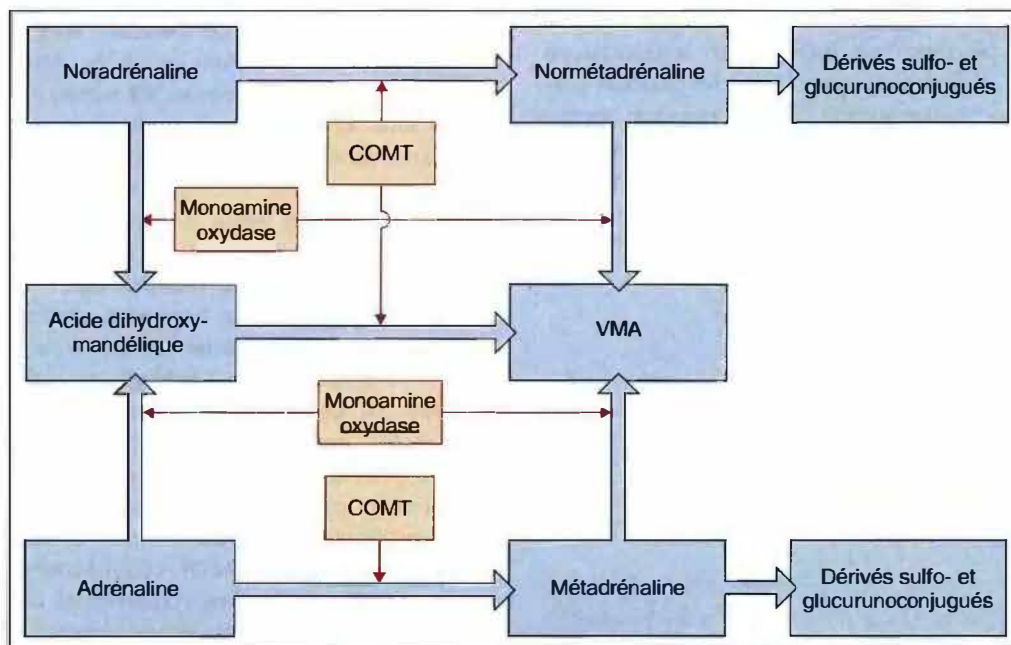 Noradrénaline
Normétadrénaline
Dérivés sulfo- et
glucurunoconjugués
COMT
Monoamine
oxydase
Acide dihydroxy-
mandélique
VMA
Monoamine
oxydase
COMT
Adrénaline
Métadrénaline
Dérivés sulfo- et
glucurunoconjugués